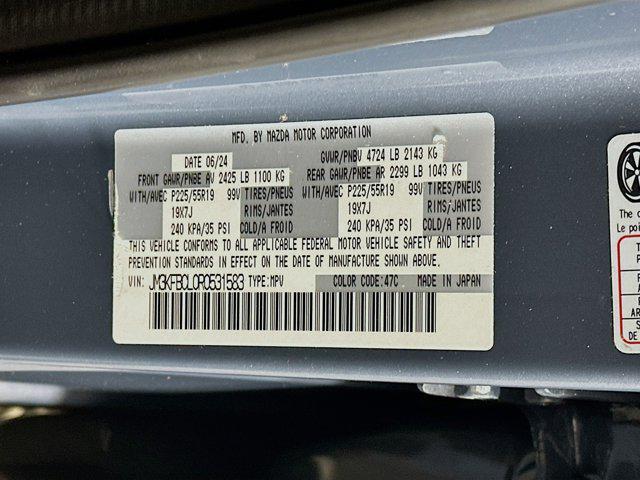 MFD. BY MAZDA MOTOR CORPORATION
DATE 06/24 GVWR/PNBV 4724 LB 2143 KG
FRONT GAWR/PNBE AV 2425 LB 1100 KG REAR GAWR/PNBE AR 2299 LB 1043 KG
WITH/AVEC P225/55R19 99V TIRES/PNEUS WITH/AVEC P225/55R19 99V TIRES/PNEUS
19X7J RIMS/JANTES 19X7J RIMS/JANTES
240 KPA/35 PSI COLD/A FROID 240 KPA/35 PSI COLD/A FROID
THIS VEHICLE CONFORMS TO ALL APPLICABLE FEDERAL MOTOR VEHICLE SAFETY AND THEFT
PREVENTION STANDARDS IN EFFECT ON THE DATE OF MANUFACTURE SHOWN ABOVE.
VIN: JM3KFBCL0R0531583 TYPE:MPV COLOR CODE:47C MADE IN JAPAN
The
Le